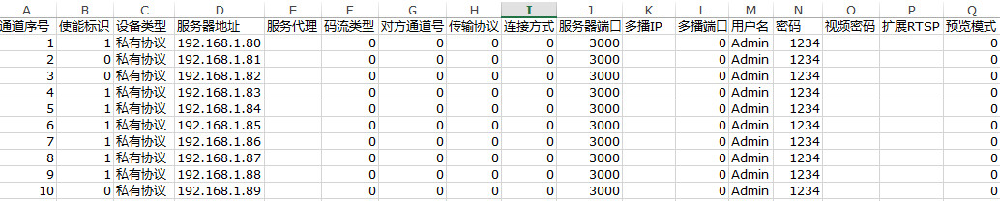 A B C D E F G H I J K L M N O P Q
通道序号 使能标识 设备类型 服务器地址 服务代理 码流类型 对方通道号 传输协议 连接方式 服务器端口 多播IP 多播端口 用户名 密码 视频密码 扩展RTSP 预览模式
1 1 私有协议 192.168.1.80 0 0 0 0 3000 0 Admin 1234 0
2 0 私有协议 192.168.1.81 0 0 0 0 3000 0 Admin 1234 0
3 0 私有协议 192.168.1.82 0 0 0 0 3000 0 Admin 1234 0
4 1 私有协议 192.168.1.83 0 0 0 0 3000 0 Admin 1234 0
5 1 私有协议 192.168.1.84 0 0 0 0 3000 0 Admin 1234 0
6 1 私有协议 192.168.1.85 0 0 0 0 3000 0 Admin 1234 0
7 1 私有协议 192.168.1.86 0 0 0 0 3000 0 Admin 1234 0
8 1 私有协议 192.168.1.87 0 0 0 0 3000 0 Admin 1234 0
9 1 私有协议 192.168.1.88 0 0 0 0 3000 0 Admin 1234 0
10 0 私有协议 192.168.1.89 0 0 0 0 3000 0 Admin 1234 0